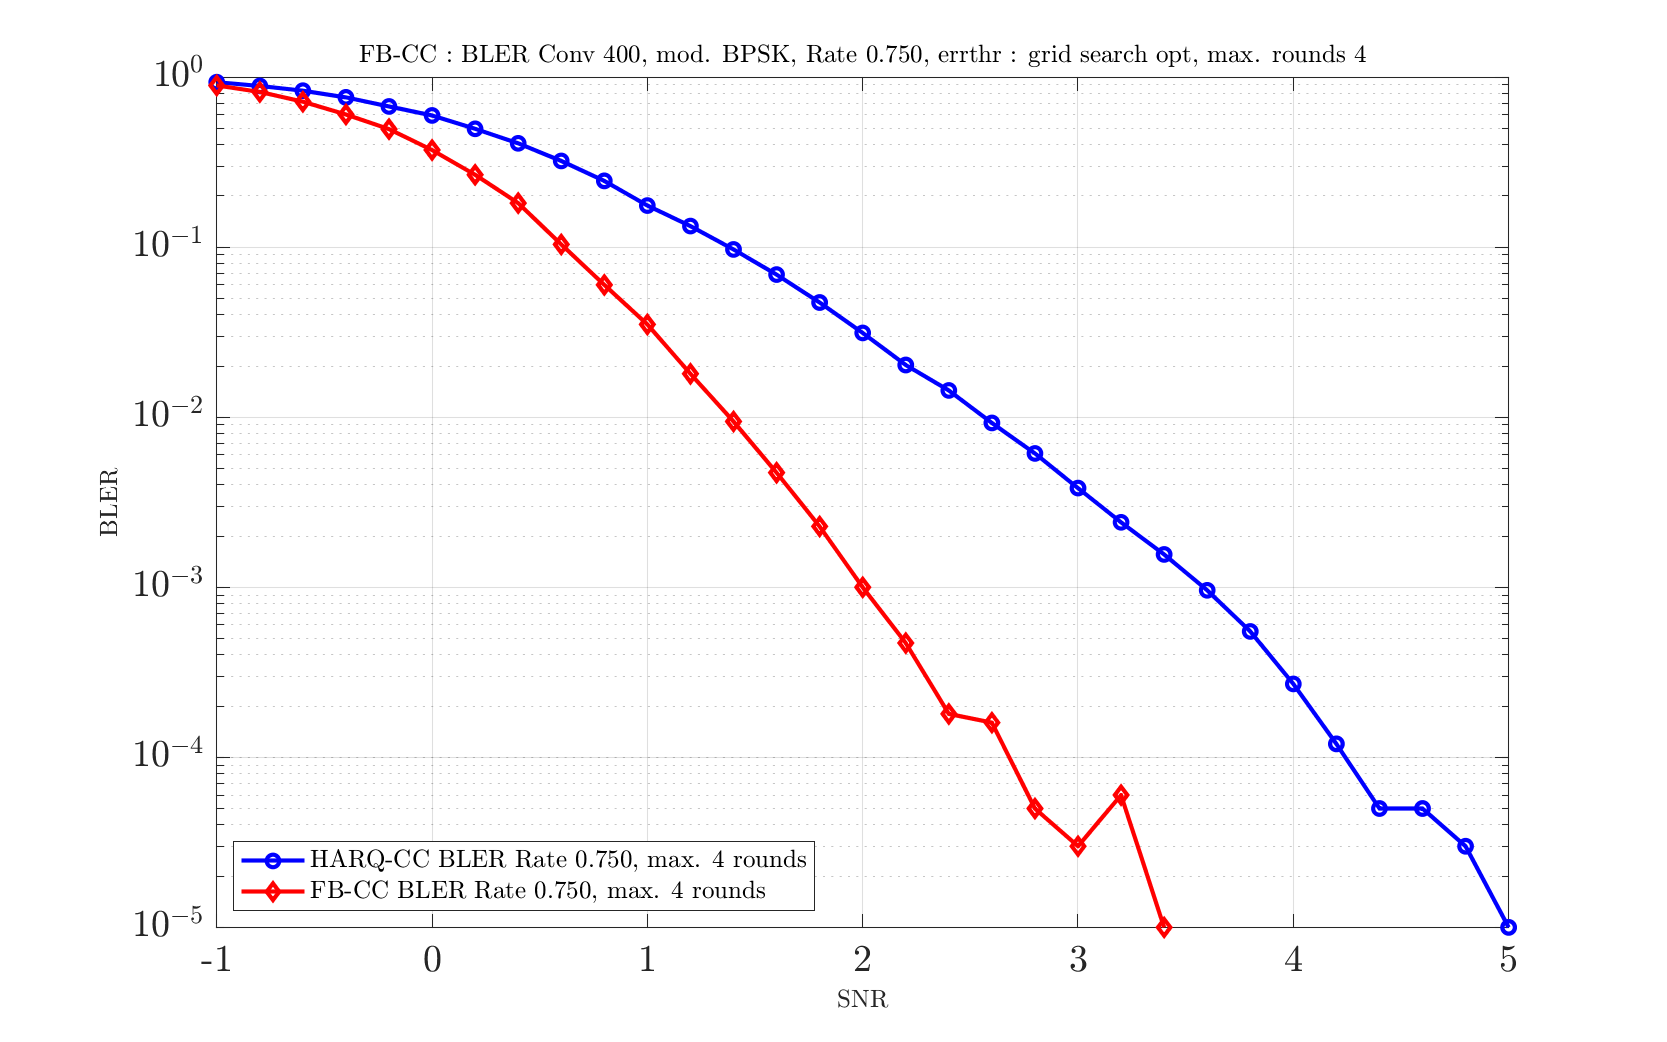 FB-CC : BLER Conv 400, mod. BPSK, Rate 0.750, errthr : grid search opt, max. rounds 4
10^0
10^−1
10^−2
10^−3
10^−4
10^−5
BLER
HARQ-CC BLER Rate 0.750, max. 4 rounds
FB-CC BLER Rate 0.750, max. 4 rounds
-1 0 1 2 3 4 5
SNR